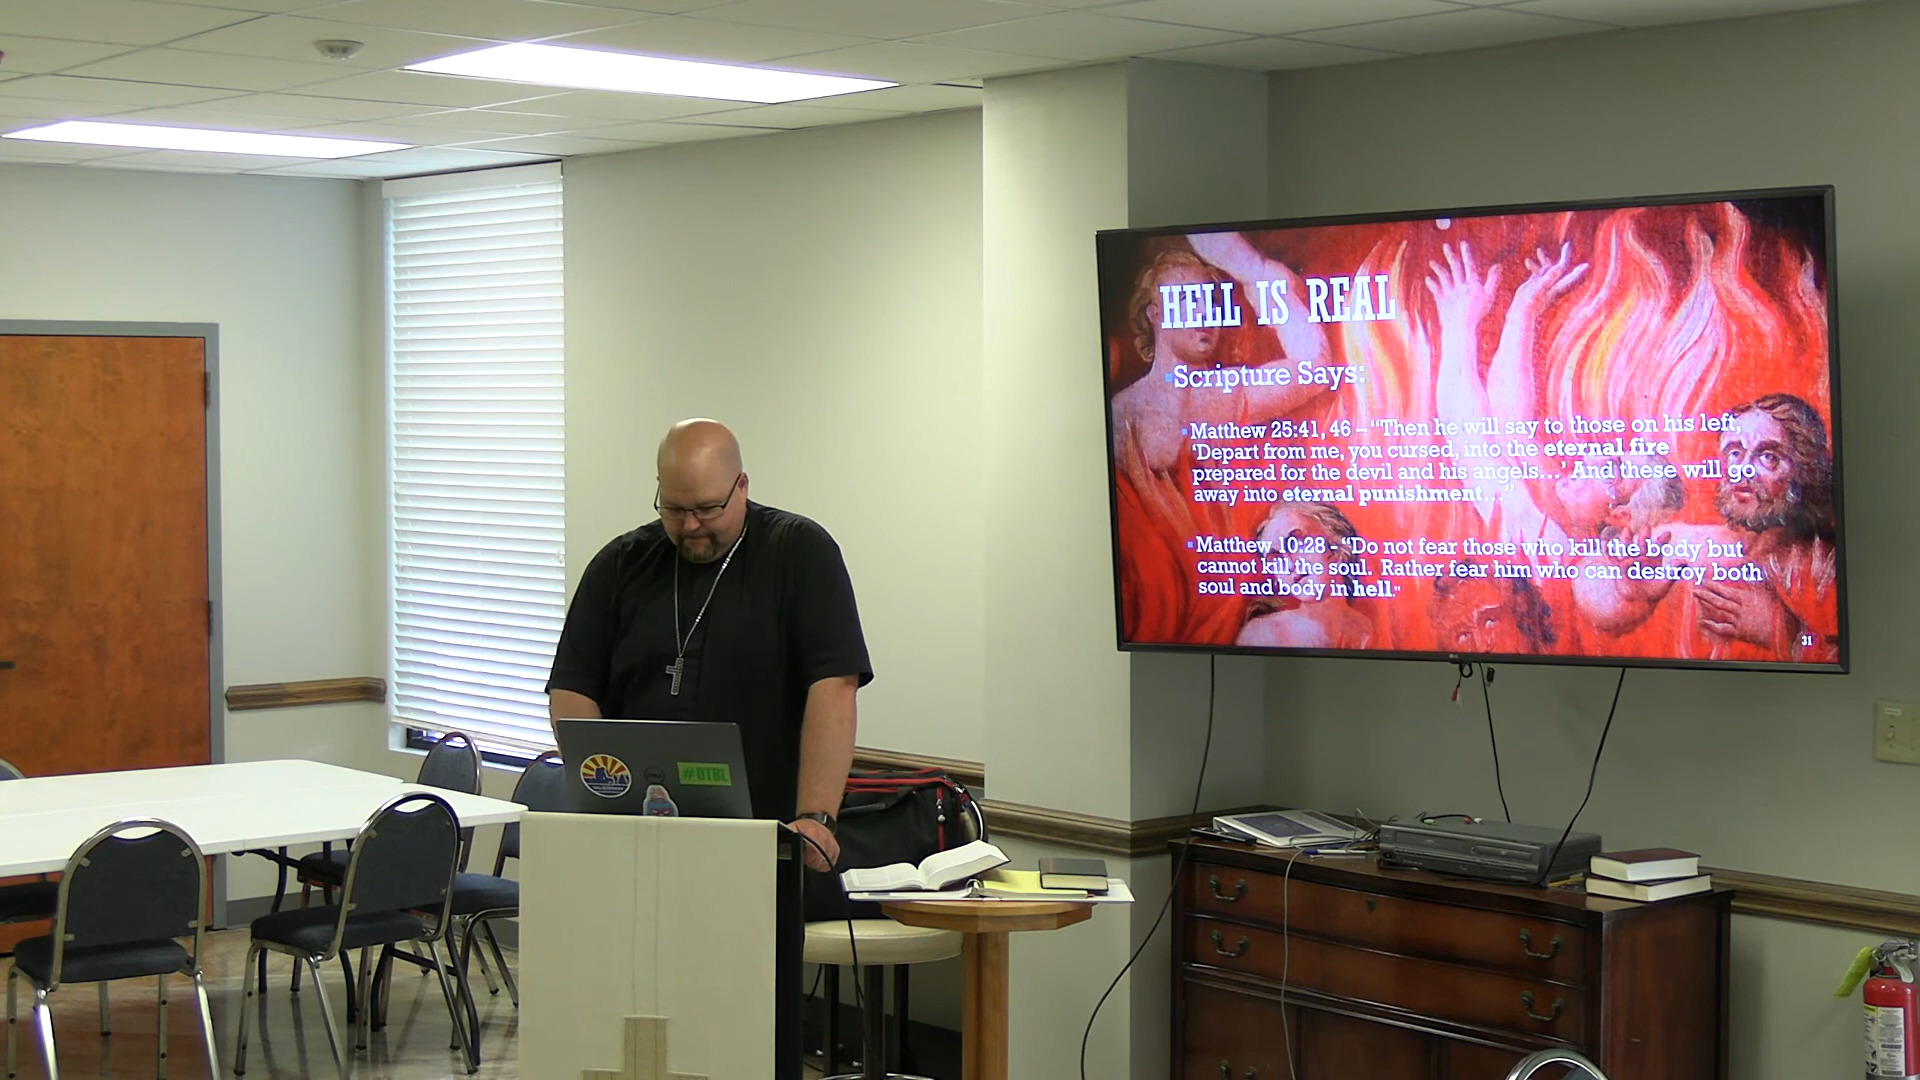 HELL IS REAL
Scripture Says:
Matthew 25:41, 46 – “Then he will say to those on his left,
‘Depart from me, you cursed, into the eternal fire
prepared for the devil and his angels…’ And these will go
away into eternal punishment…”
Matthew 10:28 - “Do not fear those who kill the body but
cannot kill the soul. Rather fear him who can destroy both
soul and body in hell.”
31
#DTBL